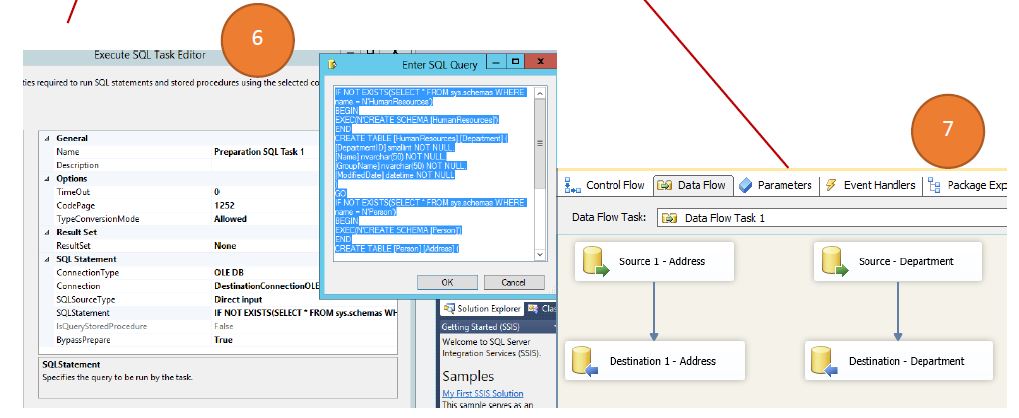 6
Execute SQL Task Editor
ties required to run SQL statements and stored procedures using the selected co
General
Name Preparation SQL Task 1
Description
Options
TimeOut 0
CodePage 1252
TypeConversionMode Allowed
Result Set
ResultSet None
SQL Statement
ConnectionType OLE DB
Connection DestinationConnectionOLE
SQLSourceType Direct input
SQLStatement IF NOT EXISTS(SELECT * FROM sys.schemas WH
IsQueryStoredProcedure False
BypassPrepare True
SQLStatement
Specifies the query to be run by the task.
Enter SQL Query
IF NOT EXISTS(SELECT * FROM sys.schemas WHERE
name = N'HumanResources')
BEGIN
EXEC(N'CREATE SCHEMA [HumanResources]')
END
CREATE TABLE [HumanResources].[Department] (
[DepartmentID] smallint NOT NULL,
[Name] nvarchar(50) NOT NULL,
[GroupName] nvarchar(50) NOT NULL,
[ModifiedDate] datetime NOT NULL
)
GO
IF NOT EXISTS(SELECT * FROM sys.schemas WHERE
name = N'Person')
BEGIN
EXEC(N'CREATE SCHEMA [Person]')
END
CREATE TABLE [Person].[Address] (
OK Cancel
Solution Explorer Clas
Getting Started (SSIS)
Welcome to SQL Server
Integration Services (SSIS).
Samples
My First SSIS Solution
This sample serves as an
7
Control Flow Data Flow Parameters Event Handlers Package Exp
Data Flow Task: Data Flow Task 1
Source 1 - Address Source - Department
Destination 1 - Address Destination - Department